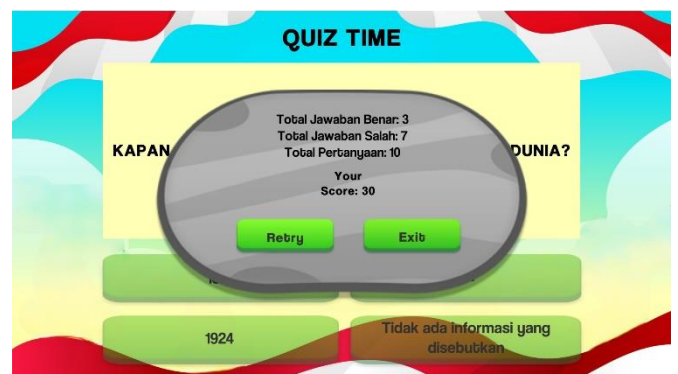 QUIZ TIME
KAPAN
DUNIA?
Total Jawaban Benar: 3
Total Jawaban Salah: 7
Total Pertanyaan: 10
Your
Score: 30
Retry
Exit
1924
Tidak ada informasi yang
disebutkan